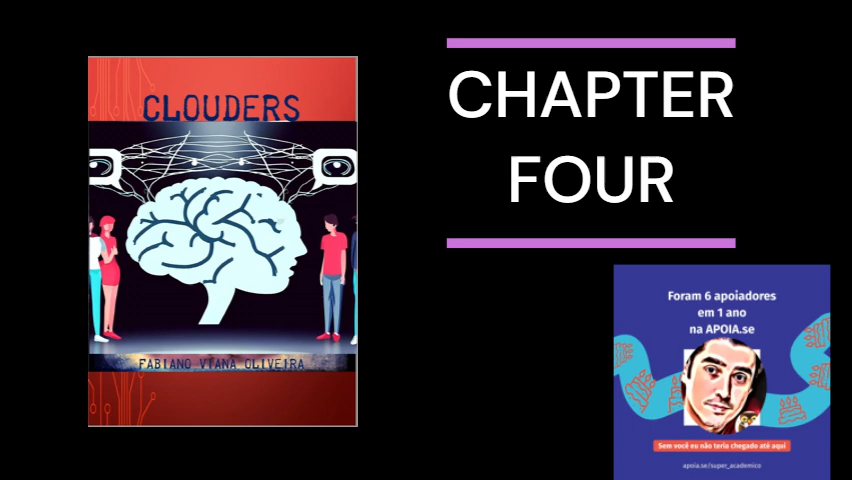 CLOUDERS
FABIANO VIANA OLIVEIRA
CHAPTER
FOUR
Foram 6 apoiadores
em 1 ano
na APOIA.se
Sem você eu não teria chegado até aqui
apoia.se/super_academico